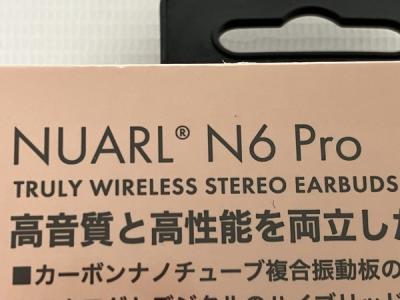 NUARL® N6 Pro
TRULY WIRELESS STEREO EARBUDS
高音質と高性能を両立した
■カーボンナノチューブ複合振動板の